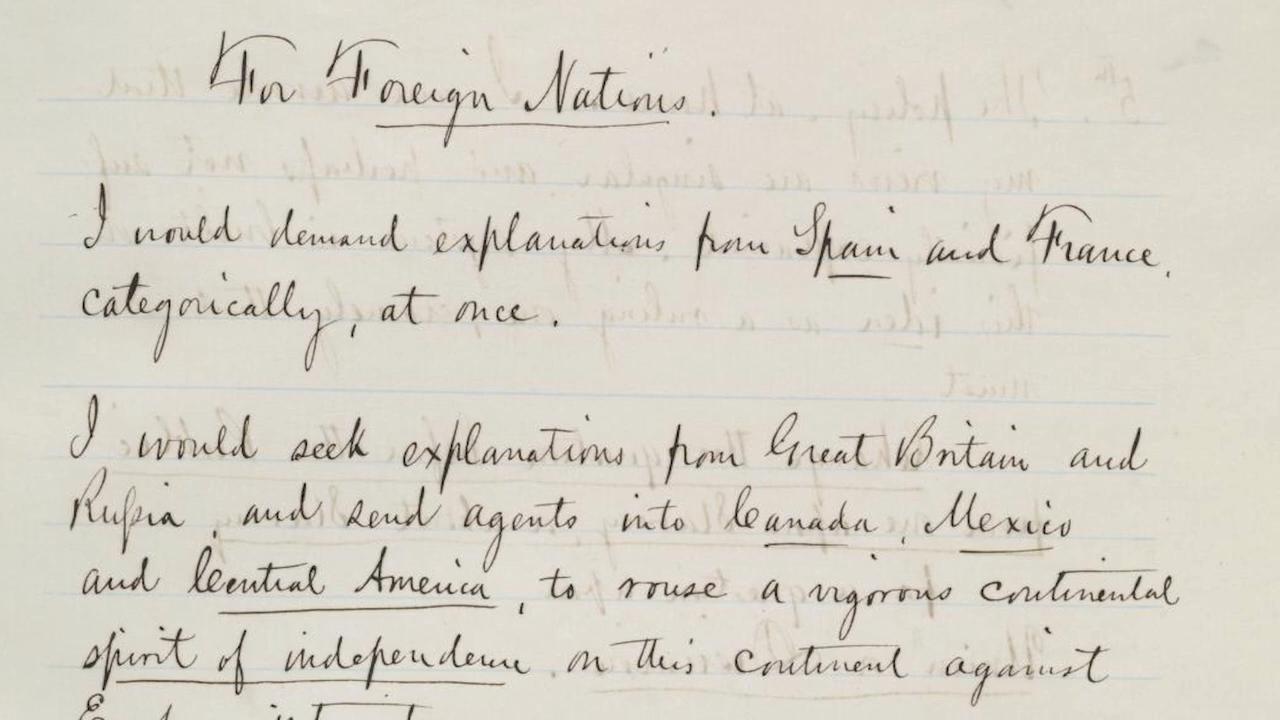 For Foreign Nations.
I would demand explanations from Spain and France,
categorically, at once.
I would seek explanations from Great Britain and
Russia, and send agents into Canada, Mexico
and Central America, to rouse a vigorous continental
spirit of independence on this continent against